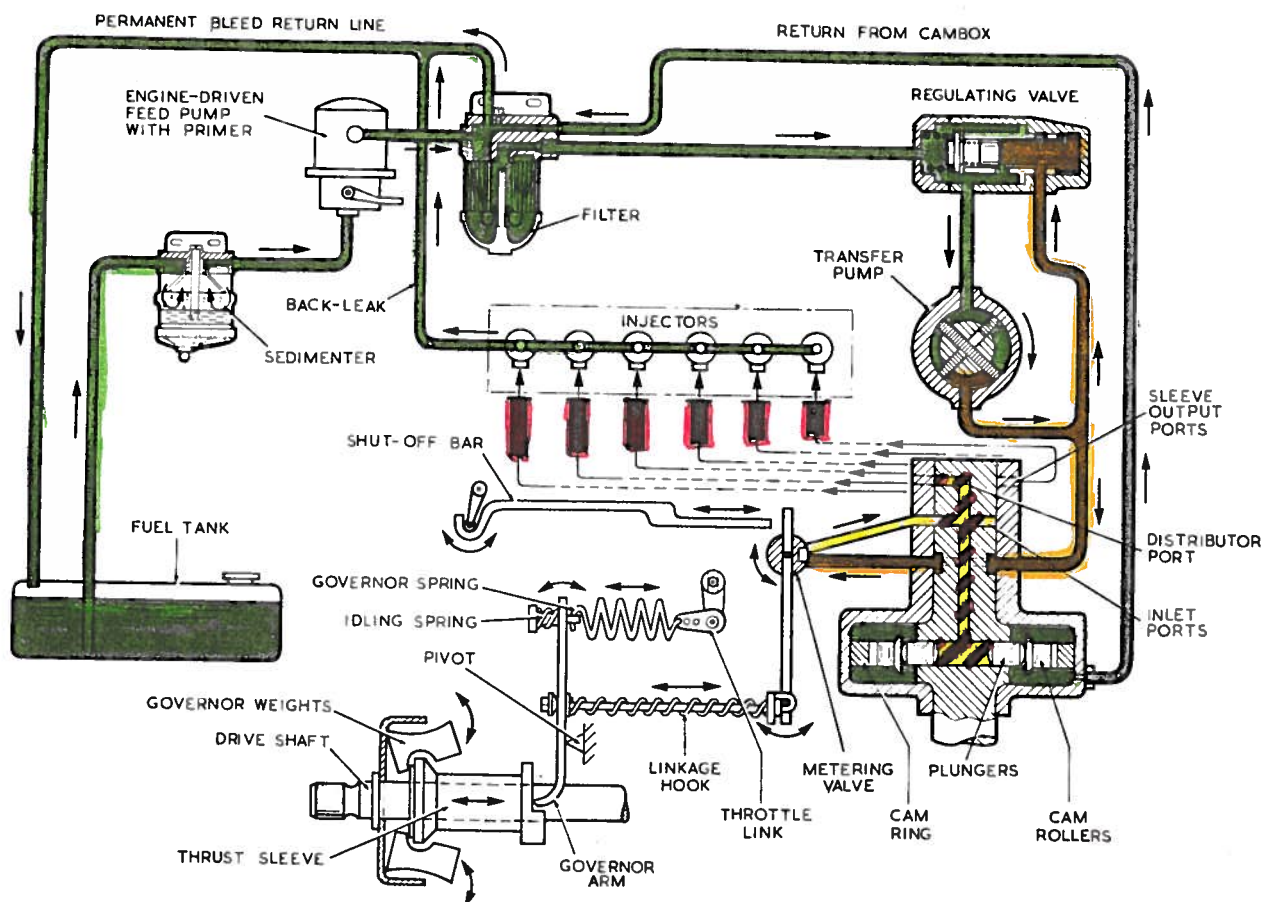 PERMANENT BLEED RETURN LINE
RETURN FROM CAMBOX
ENGINE-DRIVEN
FEED PUMP
WITH PRIMER
REGULATING VALVE
FILTER
TRANSFER
PUMP
BACK-LEAK
INJECTORS
SEDIMENTER
SLEEVE
OUTPUT
PORTS
SHUT-OFF BAR
FUEL TANK
DISTRIBUTOR
PORT
GOVERNOR SPRING
IDLING SPRING
INLET
PORTS
PIVOT
GOVERNOR WEIGHTS
DRIVE SHAFT
LINKAGE
HOOK
METERING
VALVE
PLUNGERS
THROTTLE
LINK
CAM
RING
CAM
ROLLERS
THRUST SLEEVE
GOVERNOR
ARM